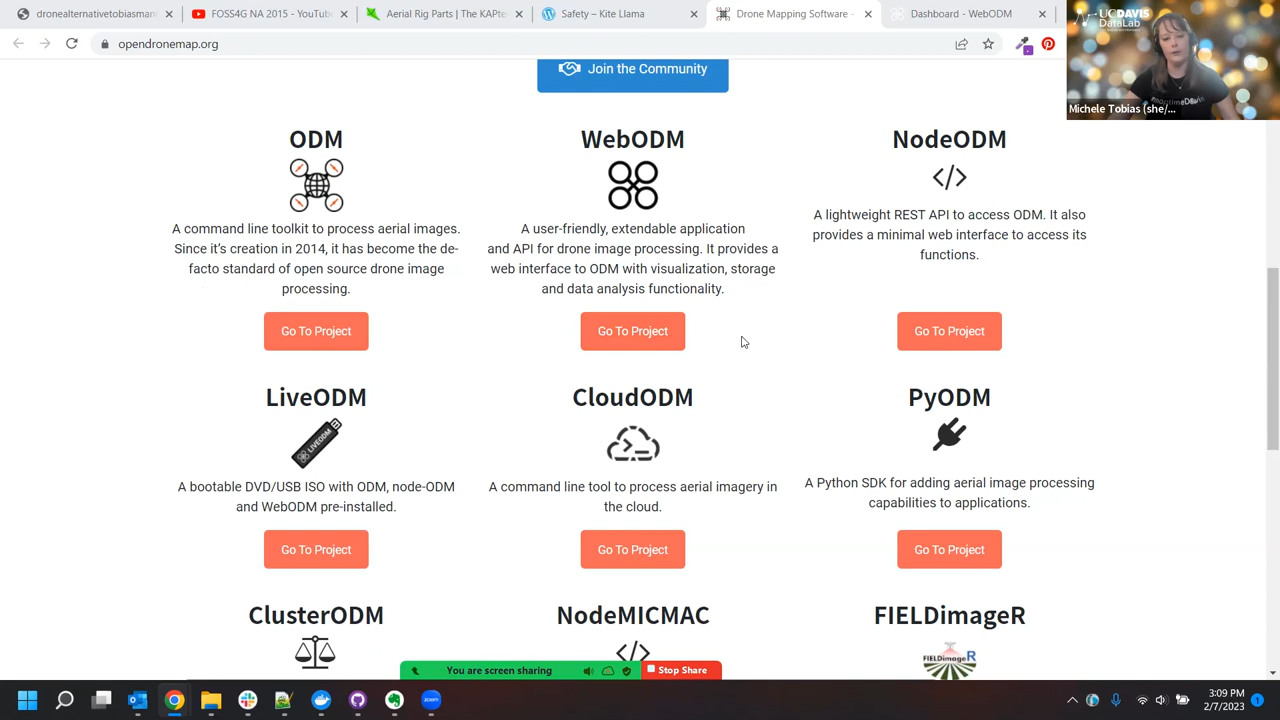 dronealternativetobiasman
FOSS4G NA 2015 - YouTub
Aerial Products | The KAPter
Safety – Kite Llama
Drone Mapping Software -
Dashboard - WebODM
opendronemap.org
UCDAVIS
DataLab
Michele Tobias (she/...
Join the Community
ODM
WebODM
NodeODM
A command line toolkit to process aerial images.
Since it's creation in 2014, it has become the de-
facto standard of open source drone image
processing.
A user-friendly, extendable application
and API for drone image processing. It provides a
web interface to ODM with visualization, storage
and data analysis functionality.
A lightweight REST API to access ODM. It also
provides a minimal web interface to access its
functions.
Go To Project
Go To Project
Go To Project
LiveODM
CloudODM
PyODM
LIVEODM
A bootable DVD/USB ISO with ODM, node-ODM
and WebODM pre-installed.
A command line tool to process aerial imagery in
the cloud.
A Python SDK for adding aerial image processing
capabilities to applications.
Go To Project
Go To Project
Go To Project
ClusterODM
NodeMICMAC
FIELDimageR
FIELDimageR
You are screen sharing
Stop Share
zoom
3:09 PM
2/7/2023